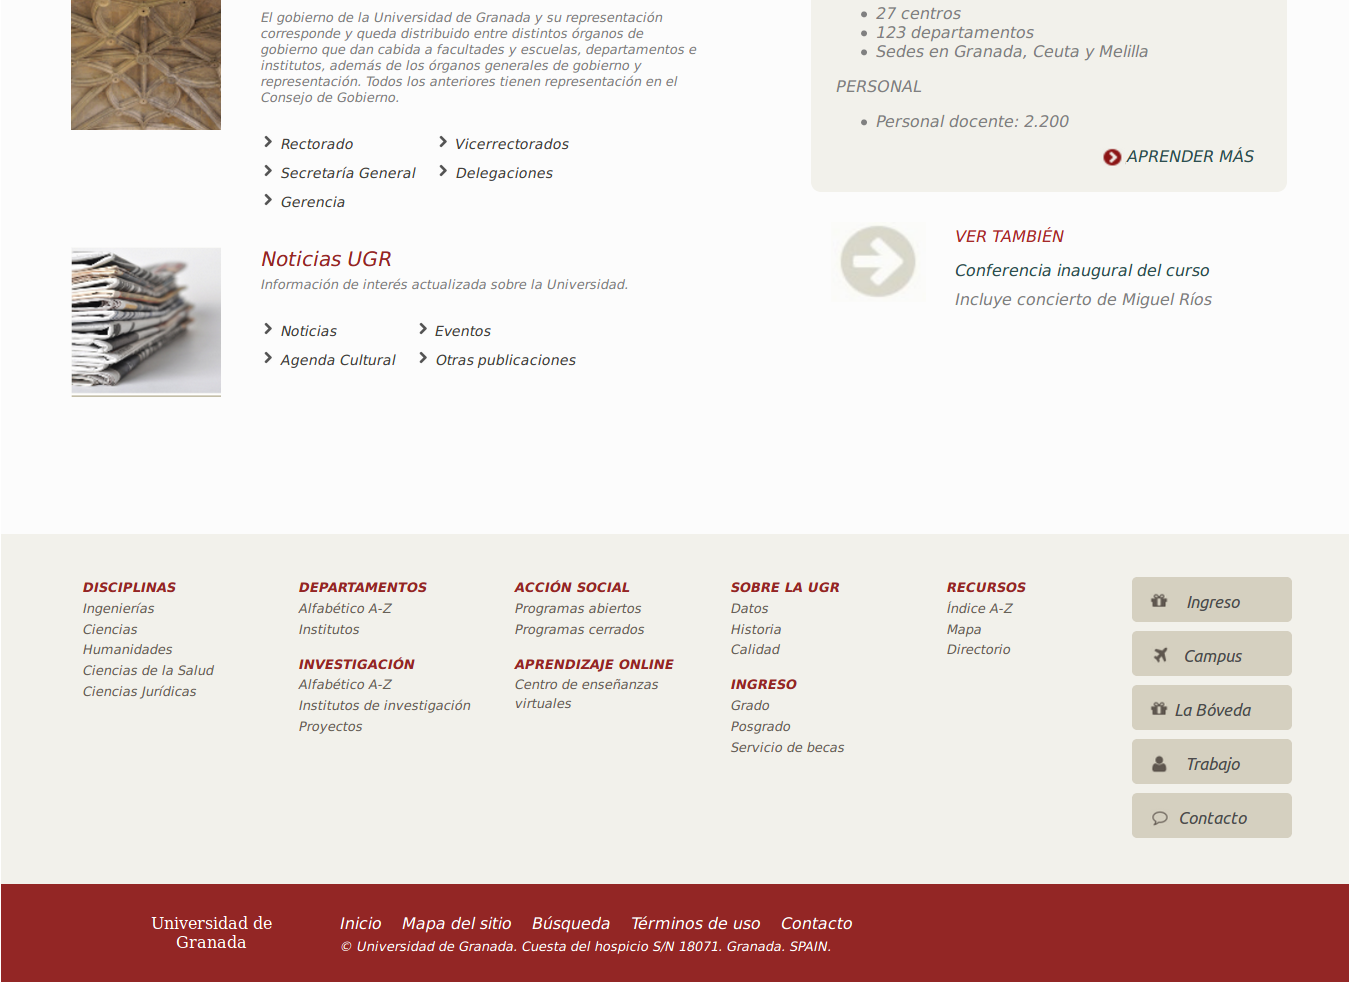 El gobierno de la Universidad de Granada y su representación
corresponde y queda distribuido entre distintos órganos de
gobierno que dan cabida a facultades y escuelas, departamentos e
institutos, además de los órganos generales de gobierno y
representación. Todos los anteriores tienen representación en el
Consejo de Gobierno.
Rectorado
Vicerrectorados
Secretaría General
Delegaciones
Gerencia
Noticias UGR
Información de interés actualizada sobre la Universidad.
Noticias
Eventos
Agenda Cultural
Otras publicaciones
27 centros
123 departamentos
Sedes en Granada, Ceuta y Melilla
PERSONAL
Personal docente: 2.200
APRENDER MÁS
VER TAMBIÉN
Conferencia inaugural del curso
Incluye concierto de Miguel Ríos
DISCIPLINAS
Ingenierías
Ciencias
Humanidades
Ciencias de la Salud
Ciencias Jurídicas
DEPARTAMENTOS
Alfabético A-Z
Institutos
INVESTIGACIÓN
Alfabético A-Z
Institutos de investigación
Proyectos
ACCIÓN SOCIAL
Programas abiertos
Programas cerrados
APRENDIZAJE ONLINE
Centro de enseñanzas
virtuales
SOBRE LA UGR
Datos
Historia
Calidad
INGRESO
Grado
Posgrado
Servicio de becas
RECURSOS
Índice A-Z
Mapa
Directorio
Ingreso
Campus
La Bóveda
Trabajo
Contacto
Universidad de
Granada
Inicio Mapa del sitio Búsqueda Términos de uso Contacto
© Universidad de Granada. Cuesta del hospicio S/N 18071. Granada. SPAIN.